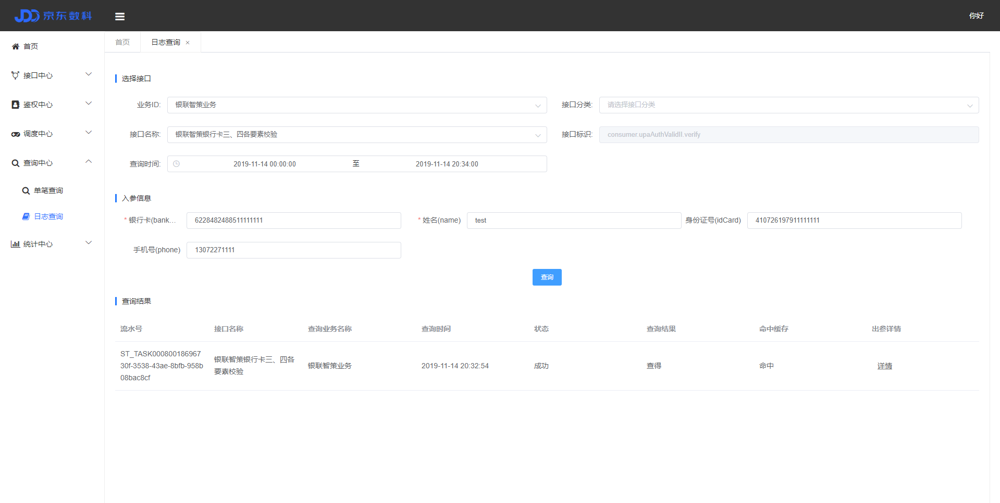 JDD 京东数科
你好
首页
接口中心
鉴权中心
调度中心
查询中心
单笔查询
日志查询
统计中心
首页
日志查询 ×
选择接口
业务ID: 银联智策业务
接口分类: 请选择接口分类
接口名称: 银联智策银行卡三、四各要素校验
接口标识: consumer.upaAuthValidII.verify
查询时间: 2019-11-14 00:00:00 至 2019-11-14 20:34:00
入参信息
* 银行卡(bank... 6228482488511111111
* 姓名(name) test
身份证号(idCard) 410726197911111111
手机号(phone) 13072271111
查询
查询结果
流水号 接口名称 查询业务名称 查询时间 状态 查询结果 命中缓存 出参详情
ST_TASK000800186967
30f-3538-43ae-8bfb-958b
08bac8cf
银联智策银行卡三、四各
要素校验
银联智策业务
2019-11-14 20:32:54
成功
查得
命中
详情